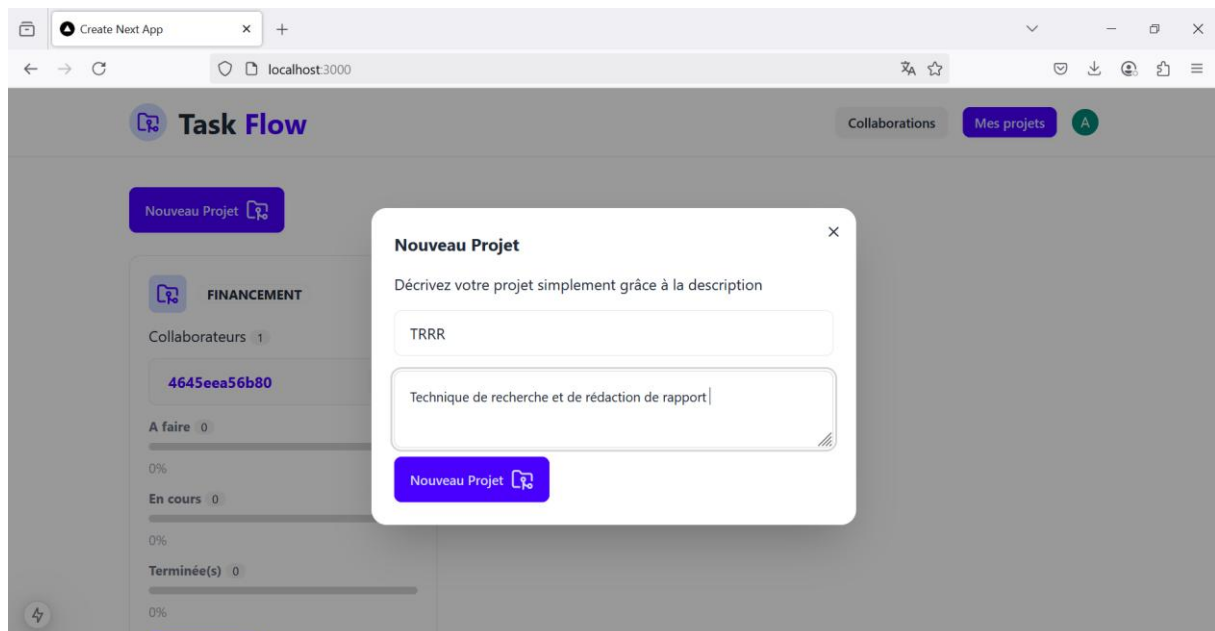 Create Next App
localhost:3000
Task Flow
Collaborations
Mes projets
A
Nouveau Projet
FINANCEMENT
Collaborateurs 1
4645eea56b80
A faire 0
0%
En cours 0
0%
Terminée(s) 0
0%
Nouveau Projet
Décrivez votre projet simplement grâce à la description
TRRR
Technique de recherche et de rédaction de rapport
Nouveau Projet